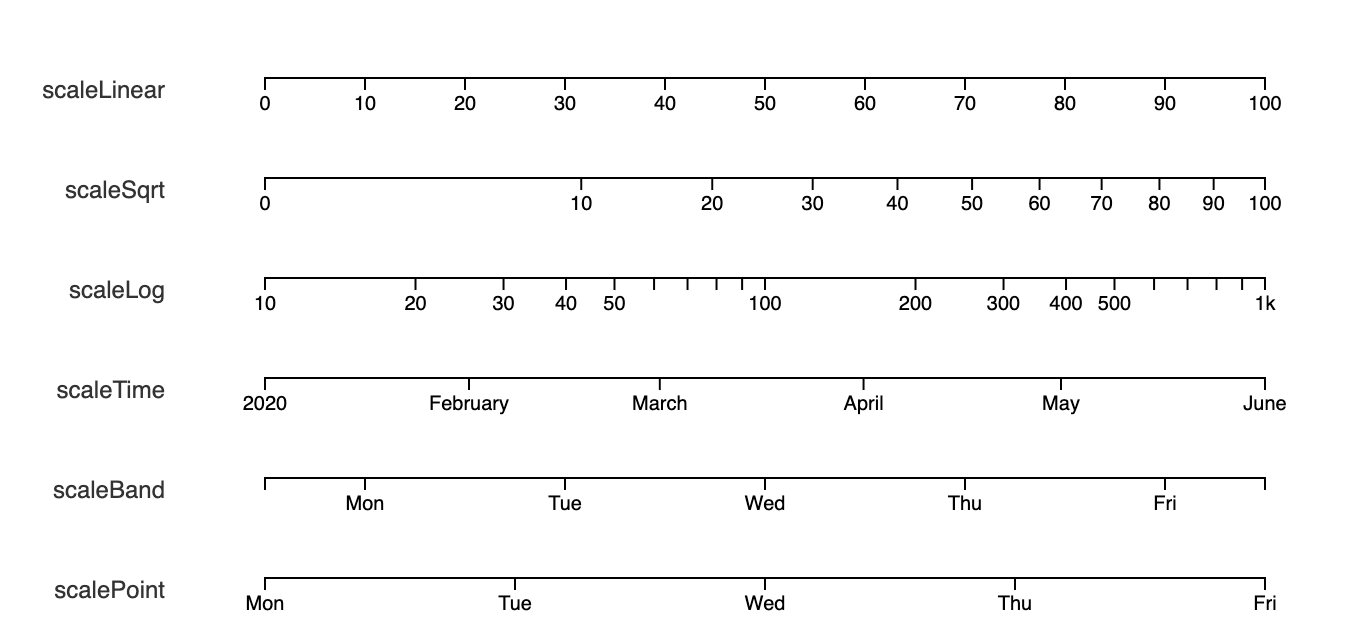 scaleLinear
0 10 20 30 40 50 60 70 80 90 100
scaleSqrt
0 10 20 30 40 50 60 70 80 90 100
scaleLog
10 20 30 40 50 100 200 300 400 500 1k
scaleTime
2020 February March April May June
scaleBand
Mon Tue Wed Thu Fri
scalePoint
Mon Tue Wed Thu Fri